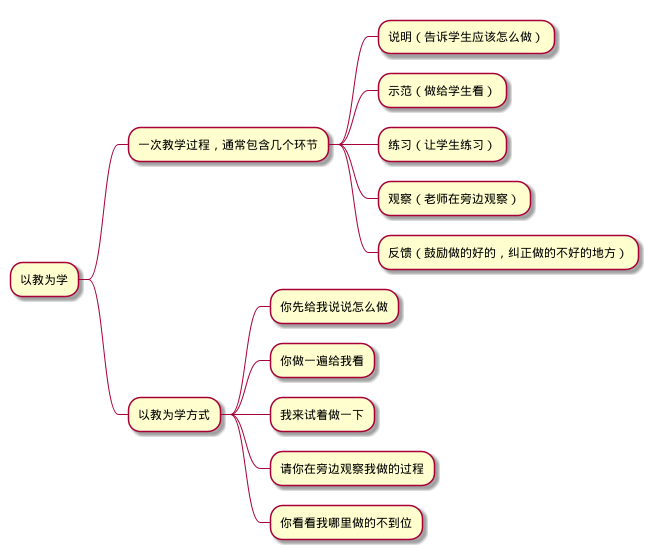 以教为学
一次教学过程，通常包含几个环节
说明（告诉学生应该怎么做）
示范（做给学生看）
练习（让学生练习）
观察（老师在旁边观察）
反馈（鼓励做的好的，纠正做的不好的地方）
以教为学方式
你先给我说说怎么做
你做一遍给我看
我来试着做一下
请你在旁边观察我做的过程
你看看我哪里做的不到位